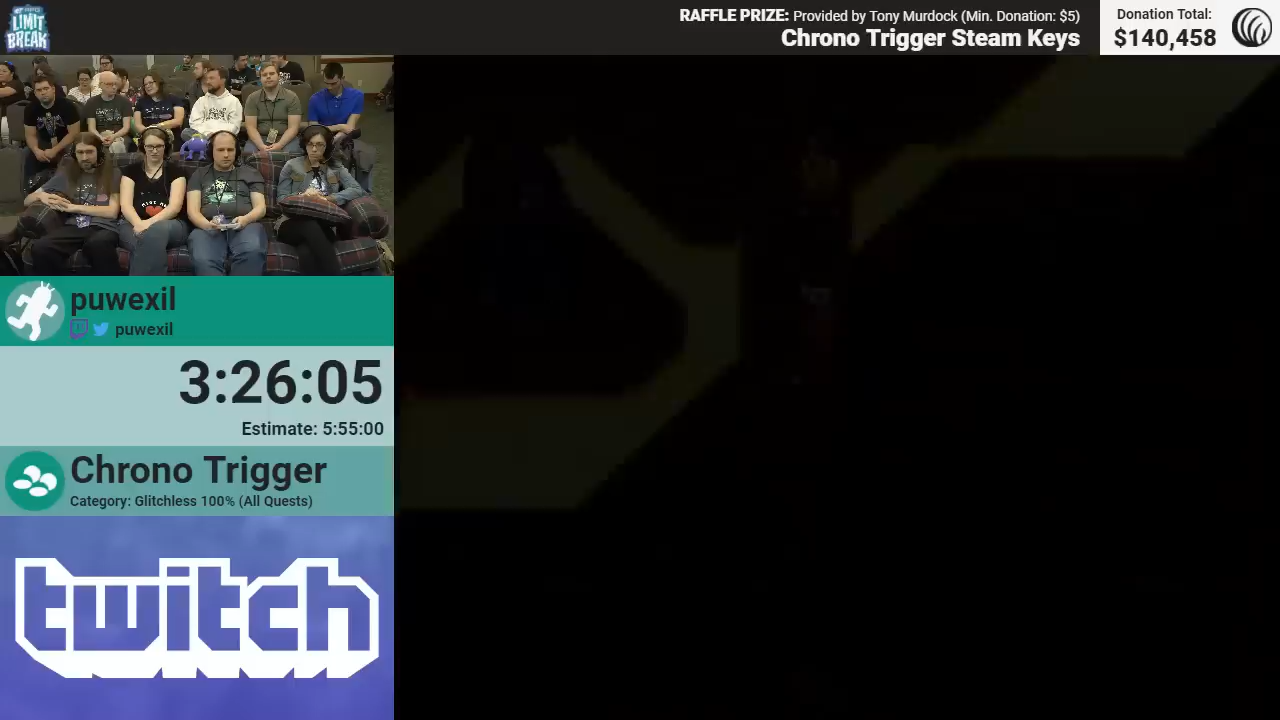 LIMIT
BREAK
RAFFLE PRIZE: Provided by Tony Murdock (Min. Donation: $5)
Chrono Trigger Steam Keys
Donation Total:
$140,458
puwexil
puwexil
3:26:05
Estimate: 5:55:00
Chrono Trigger
Category: Glitchless 100% (All Quests)
twitch